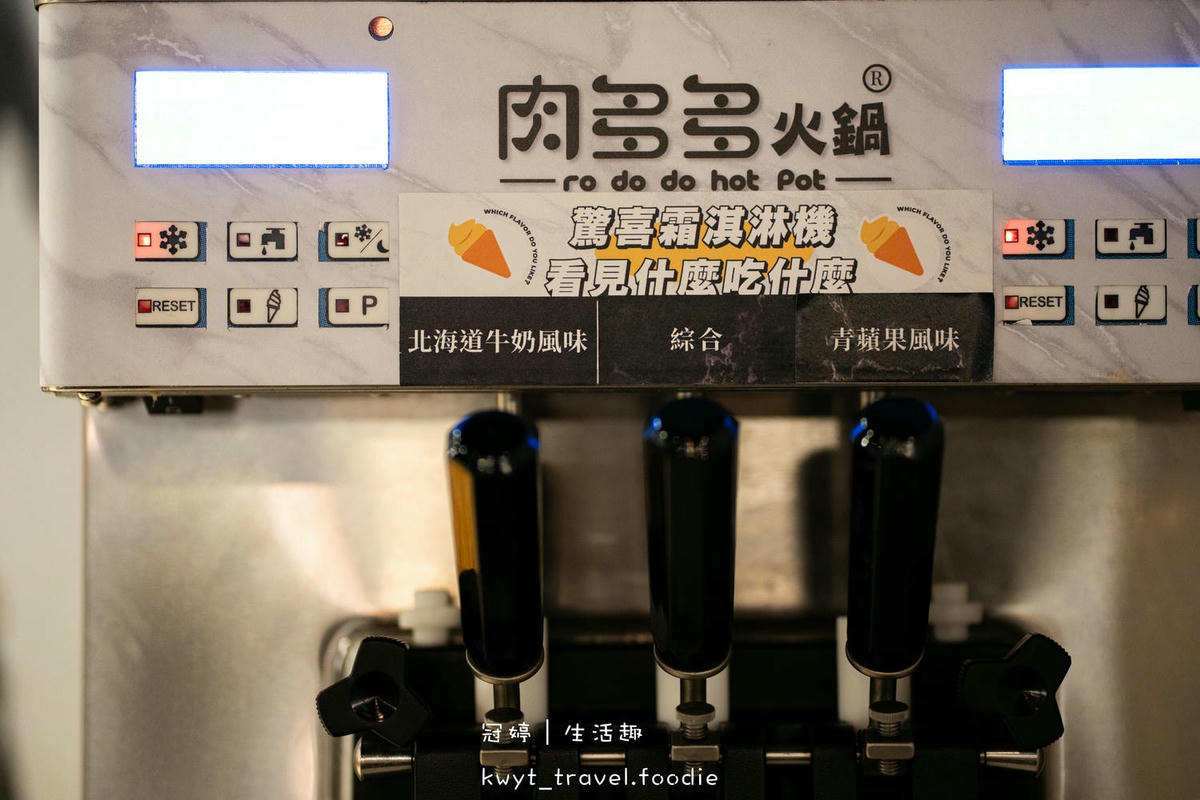 肉多多火鍋®
ro do do hot Pot
WHICH FLAVOR DO YOU LIKE?
驚喜霜淇淋機
看見什麼吃什麼
WHICH FLAVOR DO YOU LIKE?
RESET
P
RESET
北海道牛奶風味
綜合
青蘋果風味
冠婷 | 生活趣
kwyt_travel.foodie